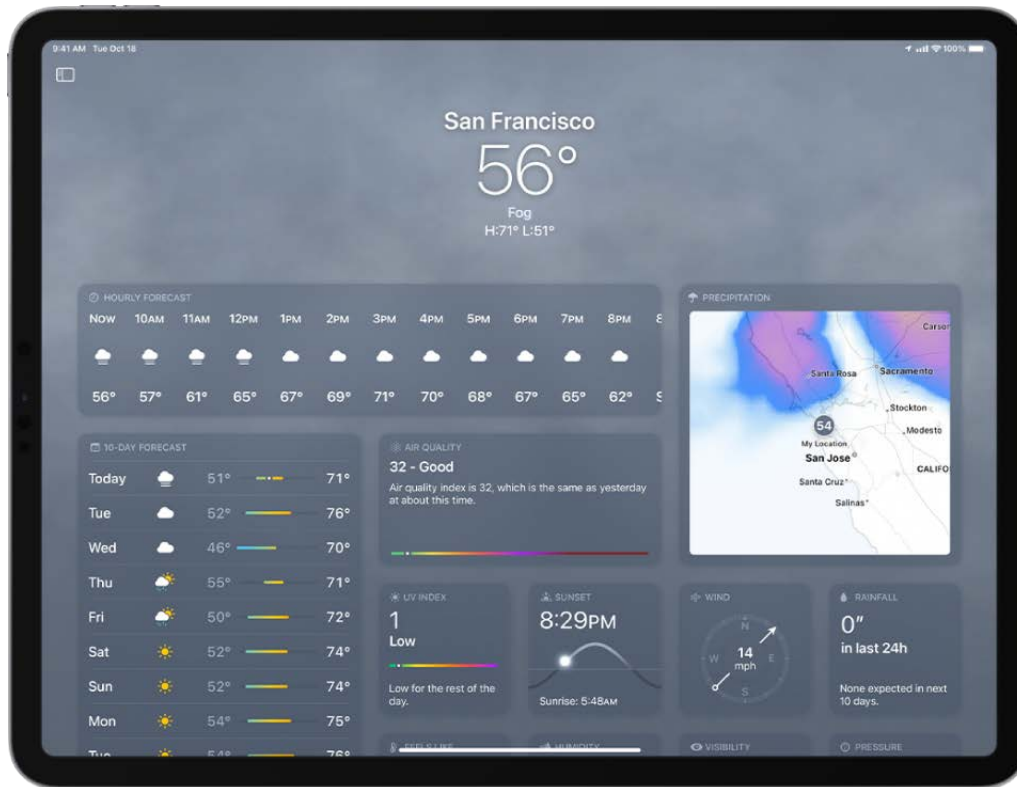 9:41 AM Tue Oct 18
100%
San Francisco
56°
Fog
H:71° L:51°
HOURLY FORECAST
Now 10AM 11AM 12PM 1PM 2PM 3PM 4PM 5PM 6PM 7PM 8PM
56° 57° 61° 65° 67° 69° 71° 70° 68° 67° 65° 62°
PRECIPITATION
Carson
Santa Rosa
Sacramento
Stockton
54
Modesto
My Location
San Jose
CALIFO
Santa Cruz
Salinas
10-DAY FORECAST
Today 51° 71°
Tue 52° 76°
Wed 46° 70°
Thu 55° 71°
Fri 50° 72°
Sat 52° 74°
Sun 52° 74°
Mon 54° 75°
Tue 54° 76°
AIR QUALITY
32 - Good
Air quality index is 32, which is the same as yesterday
at about this time.
UV INDEX
1
Low
Low for the rest of the
day.
SUNSET
8:29PM
Sunrise: 5:48AM
WIND
N
W 14 E
mph
S
RAINFALL
0"
in last 24h
None expected in next
10 days.
FEELS LIKE
HUMIDITY
VISIBILITY
PRESSURE